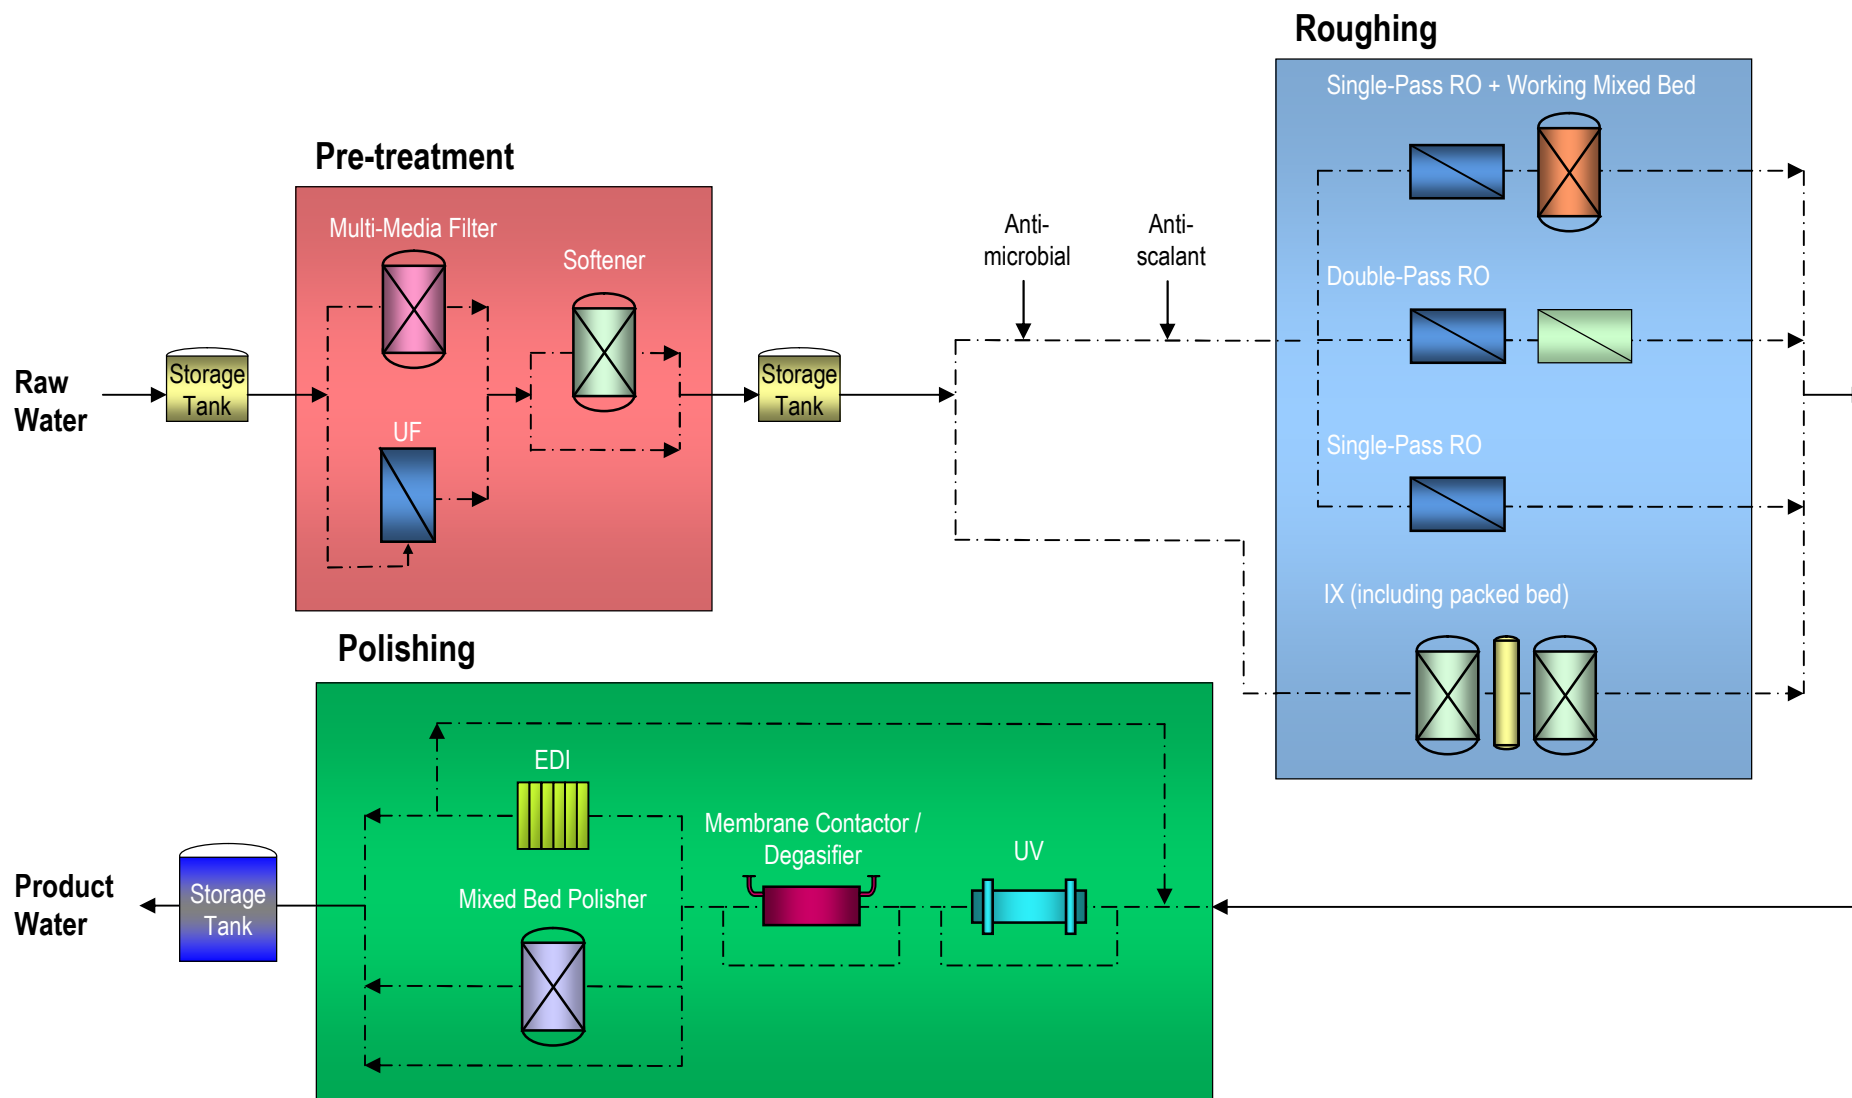 Roughing
Single-Pass RO + Working Mixed Bed
Pre-treatment
Multi-Media Filter
Softener
Anti-
microbial
Anti-
scalant
Double-Pass RO
Raw
Water
Storage
Tank
Storage
Tank
UF
Single-Pass RO
IX (including packed bed)
Polishing
EDI
Membrane Contactor /
Degasifier
UV
Product
Water
Storage
Tank
Mixed Bed Polisher